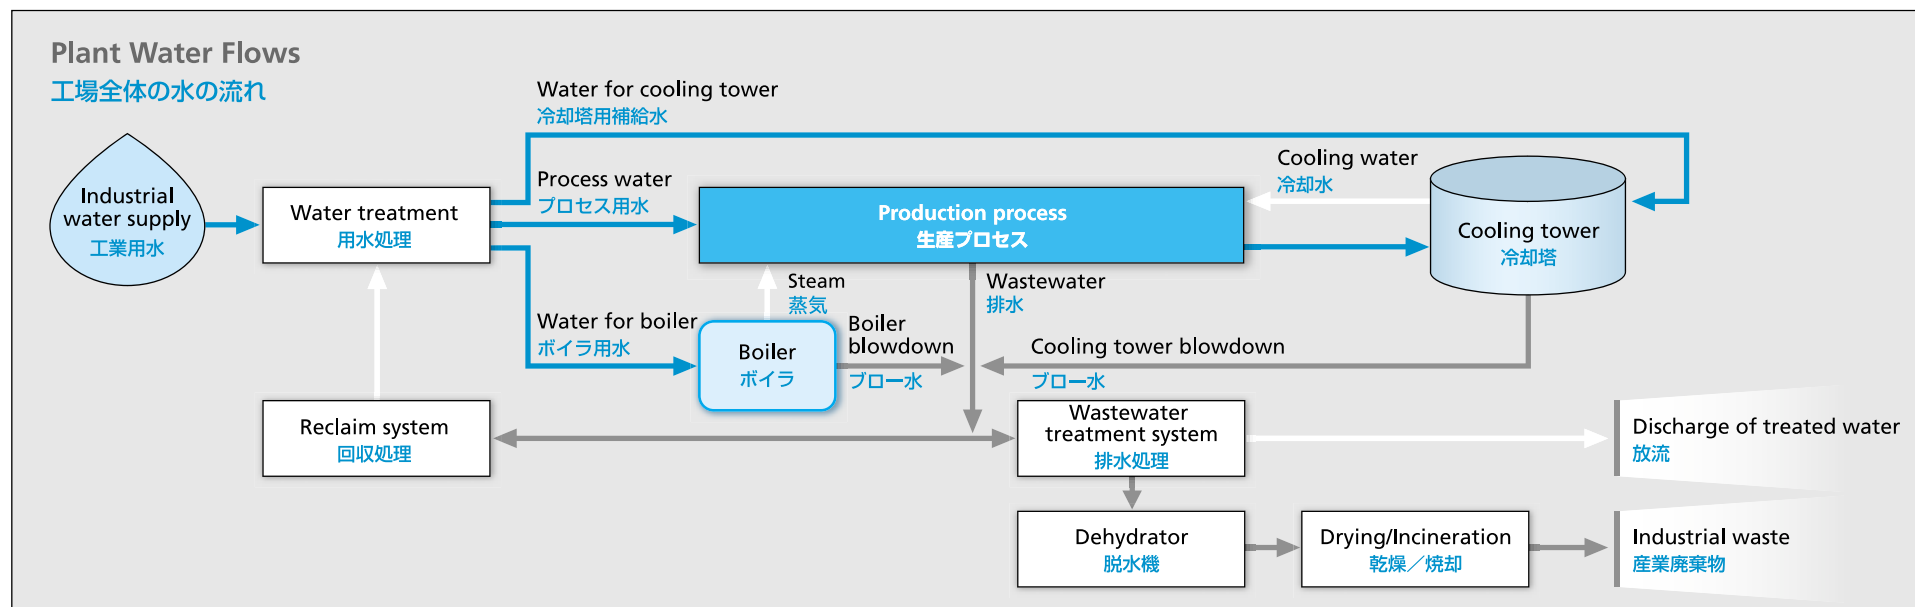 Plant Water Flows
工場全体の水の流れ
Water for cooling tower
冷却塔用補給水
Industrial
water supply
工業用水
Water treatment
用水処理
Process water
プロセス用水
Production process
生産プロセス
Cooling water
冷却水
Cooling tower
冷却塔
Steam
蒸気
Wastewater
排水
Water for boiler
ボイラ用水
Boiler
ボイラ
Boiler
blowdown
ブロー水
Cooling tower blowdown
ブロー水
Reclaim system
回収処理
Wastewater
treatment system
排水処理
Discharge of treated water
放流
Dehydrator
脱水機
Drying/Incineration
乾燥／焼却
Industrial waste
産業廃棄物